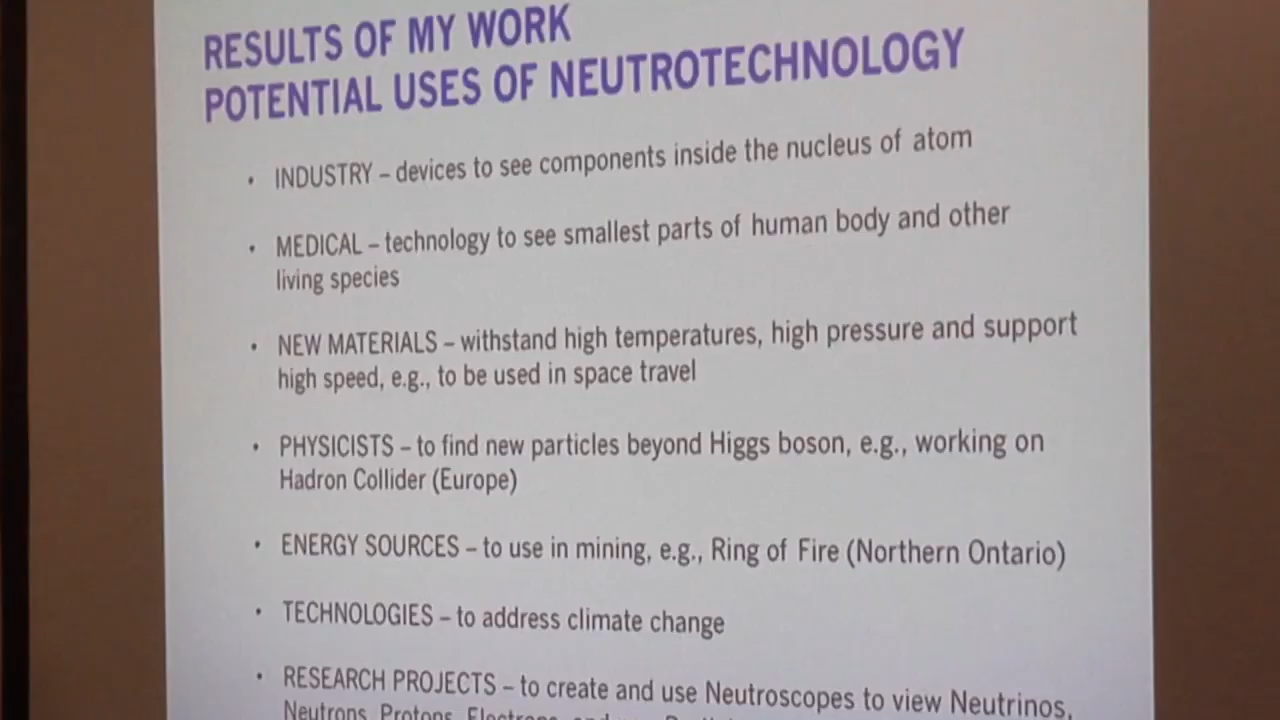 RESULTS OF MY WORK
POTENTIAL USES OF NEUTROTECHNOLOGY
• INDUSTRY – devices to see components inside the nucleus of atom
• MEDICAL – technology to see smallest parts of human body and other
living species
• NEW MATERIALS – withstand high temperatures, high pressure and support
high speed, e.g., to be used in space travel
• PHYSICISTS – to find new particles beyond Higgs boson, e.g., working on
Hadron Collider (Europe)
• ENERGY SOURCES – to use in mining, e.g., Ring of Fire (Northern Ontario)
• TECHNOLOGIES – to address climate change
• RESEARCH PROJECTS – to create and use Neutroscopes to view Neutrinos,
Neutrons, Protons, Electrons, and